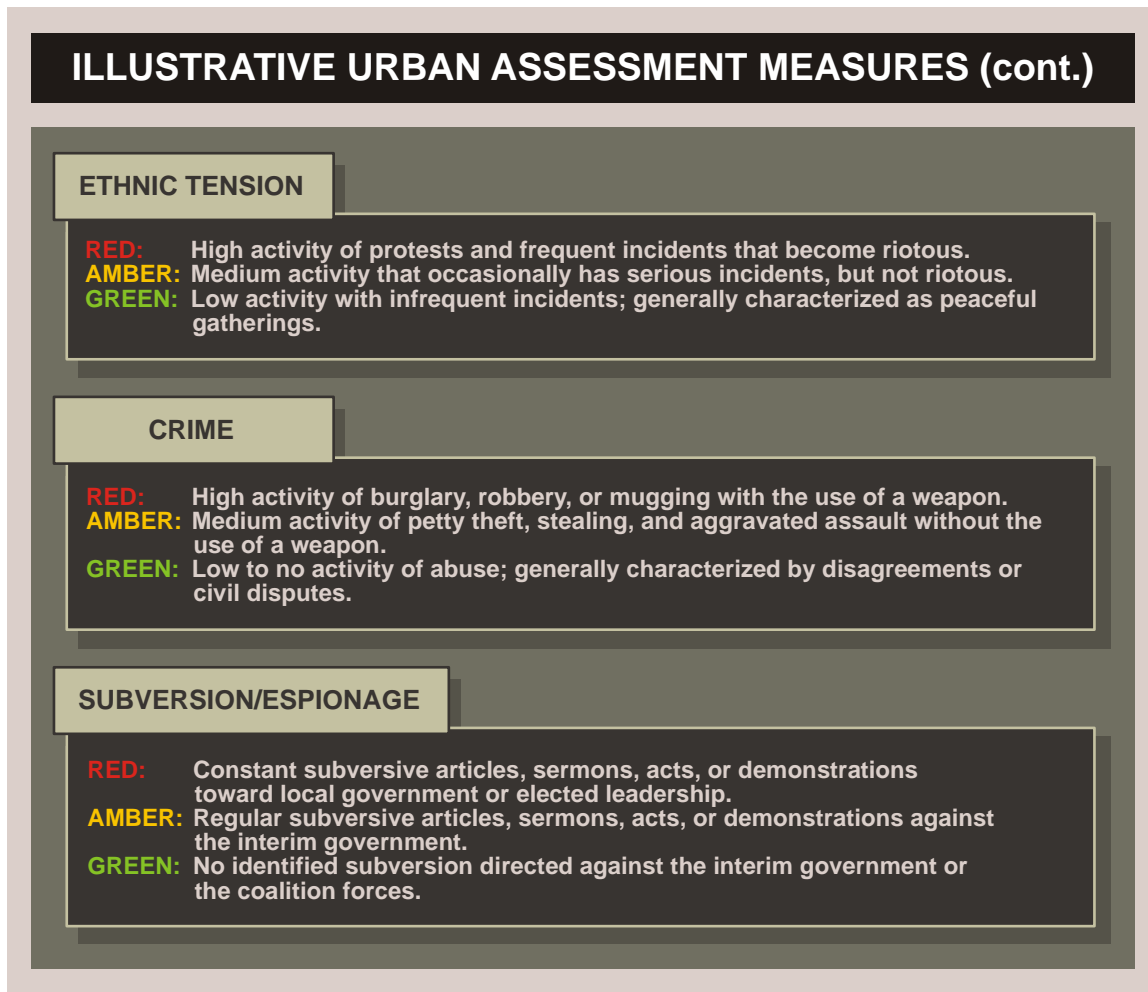 ILLUSTRATIVE URBAN ASSESSMENT MEASURES (cont.)
ETHNIC TENSION
RED: High activity of protests and frequent incidents that become riotous.
AMBER: Medium activity that occasionally has serious incidents, but not riotous.
GREEN: Low activity with infrequent incidents; generally characterized as peaceful
gatherings.
CRIME
RED: High activity of burglary, robbery, or mugging with the use of a weapon.
AMBER: Medium activity of petty theft, stealing, and aggravated assault without the
use of a weapon.
GREEN: Low to no activity of abuse; generally characterized by disagreements or
civil disputes.
SUBVERSION/ESPIONAGE
RED: Constant subversive articles, sermons, acts, or demonstrations
toward local government or elected leadership.
AMBER: Regular subversive articles, sermons, acts, or demonstrations against
the interim government.
GREEN: No identified subversion directed against the interim government or
the coalition forces.